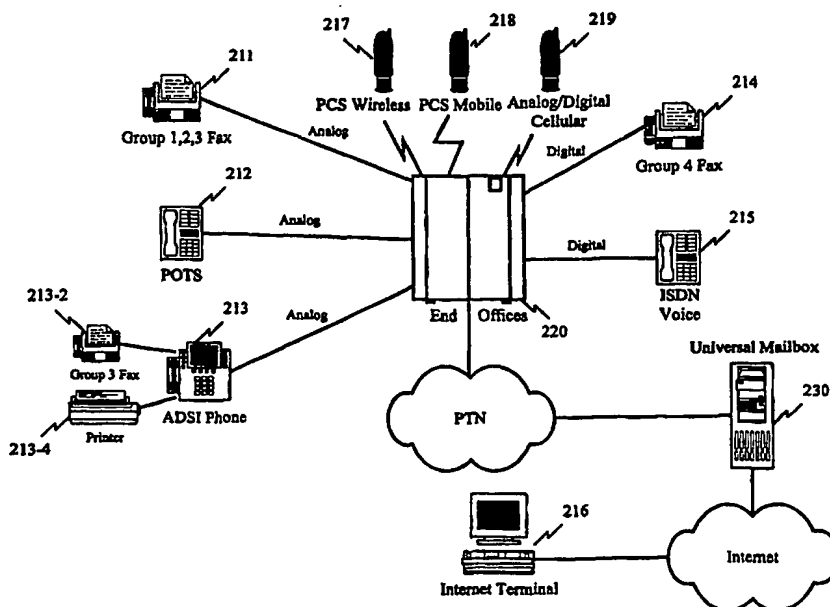 217
218
219
211
214
PCS Wireless
PCS Mobile
Analog/Digital
Cellular
Group 1,2,3 Fax
Analog
Digital
Group 4 Fax
212
215
Analog
Digital
POTS
ISDN
Voice
213-2
213
Analog
End Offices
220
Universal Mailbox
Group 3 Fax
230
ADSI Phone
PTN
Printer
213-4
216
Internet
Internet Terminal